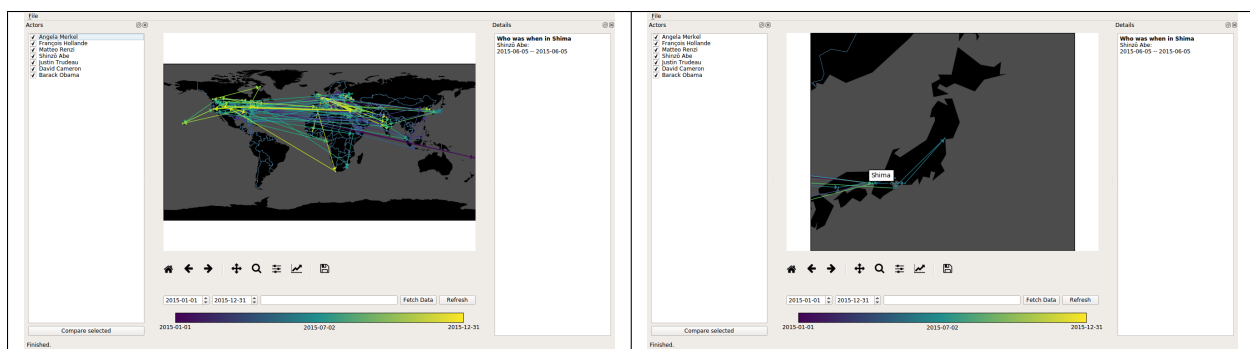 File
Actors
Details
Angela Merkel
François Hollande
Matteo Renzi
Shinzō Abe
Justin Trudeau
David Cameron
Barack Obama
Who was when in Shima
Shinzō Abe:
2015-06-05 -- 2015-06-05
2015-01-01
2015-12-31
Fetch Data
Refresh
Compare selected
2015-01-01
2015-07-02
2015-12-31
Finished.
File
Actors
Details
Angela Merkel
François Hollande
Matteo Renzi
Shinzō Abe
Justin Trudeau
David Cameron
Barack Obama
Who was when in Shima
Shinzō Abe:
2015-06-05 -- 2015-06-05
Shima
2015-01-01
2015-12-31
Fetch Data
Refresh
Compare selected
2015-01-01
2015-07-02
2015-12-31
Finished.